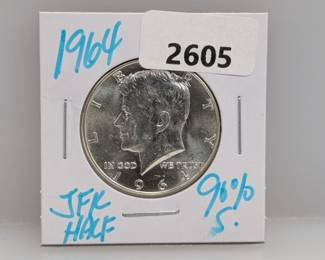 1964
2605
LIBERTY
IN GOD WE TRUST
1964
JFK
HALF
90%
S.